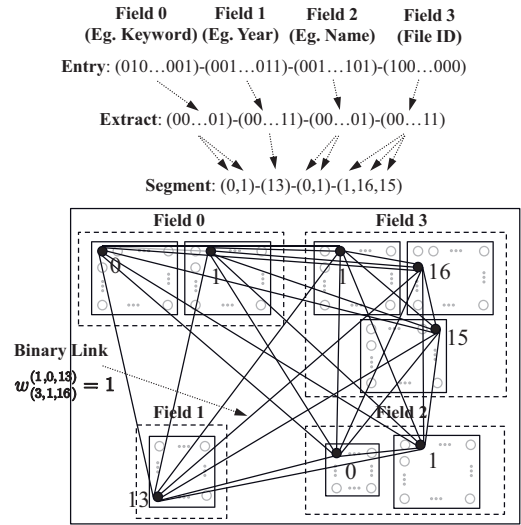 Field 0 Field 1 Field 2 Field 3
(Eg. Keyword) (Eg. Year) (Eg. Name) (File ID)
Entry: (010…001)-(001…011)-(001…101)-(100…000)
Extract: (00…01)-(00…11)-(00…01)-(00…11)
Segment: (0,1)-(13)-(0,1)-(1,16,15)
Field 0 Field 3
0 1 1 16
15
Binary Link
w^{(1,0,13)}_{(3,1,16)} = 1
Field 1 Field 2
13 0 1